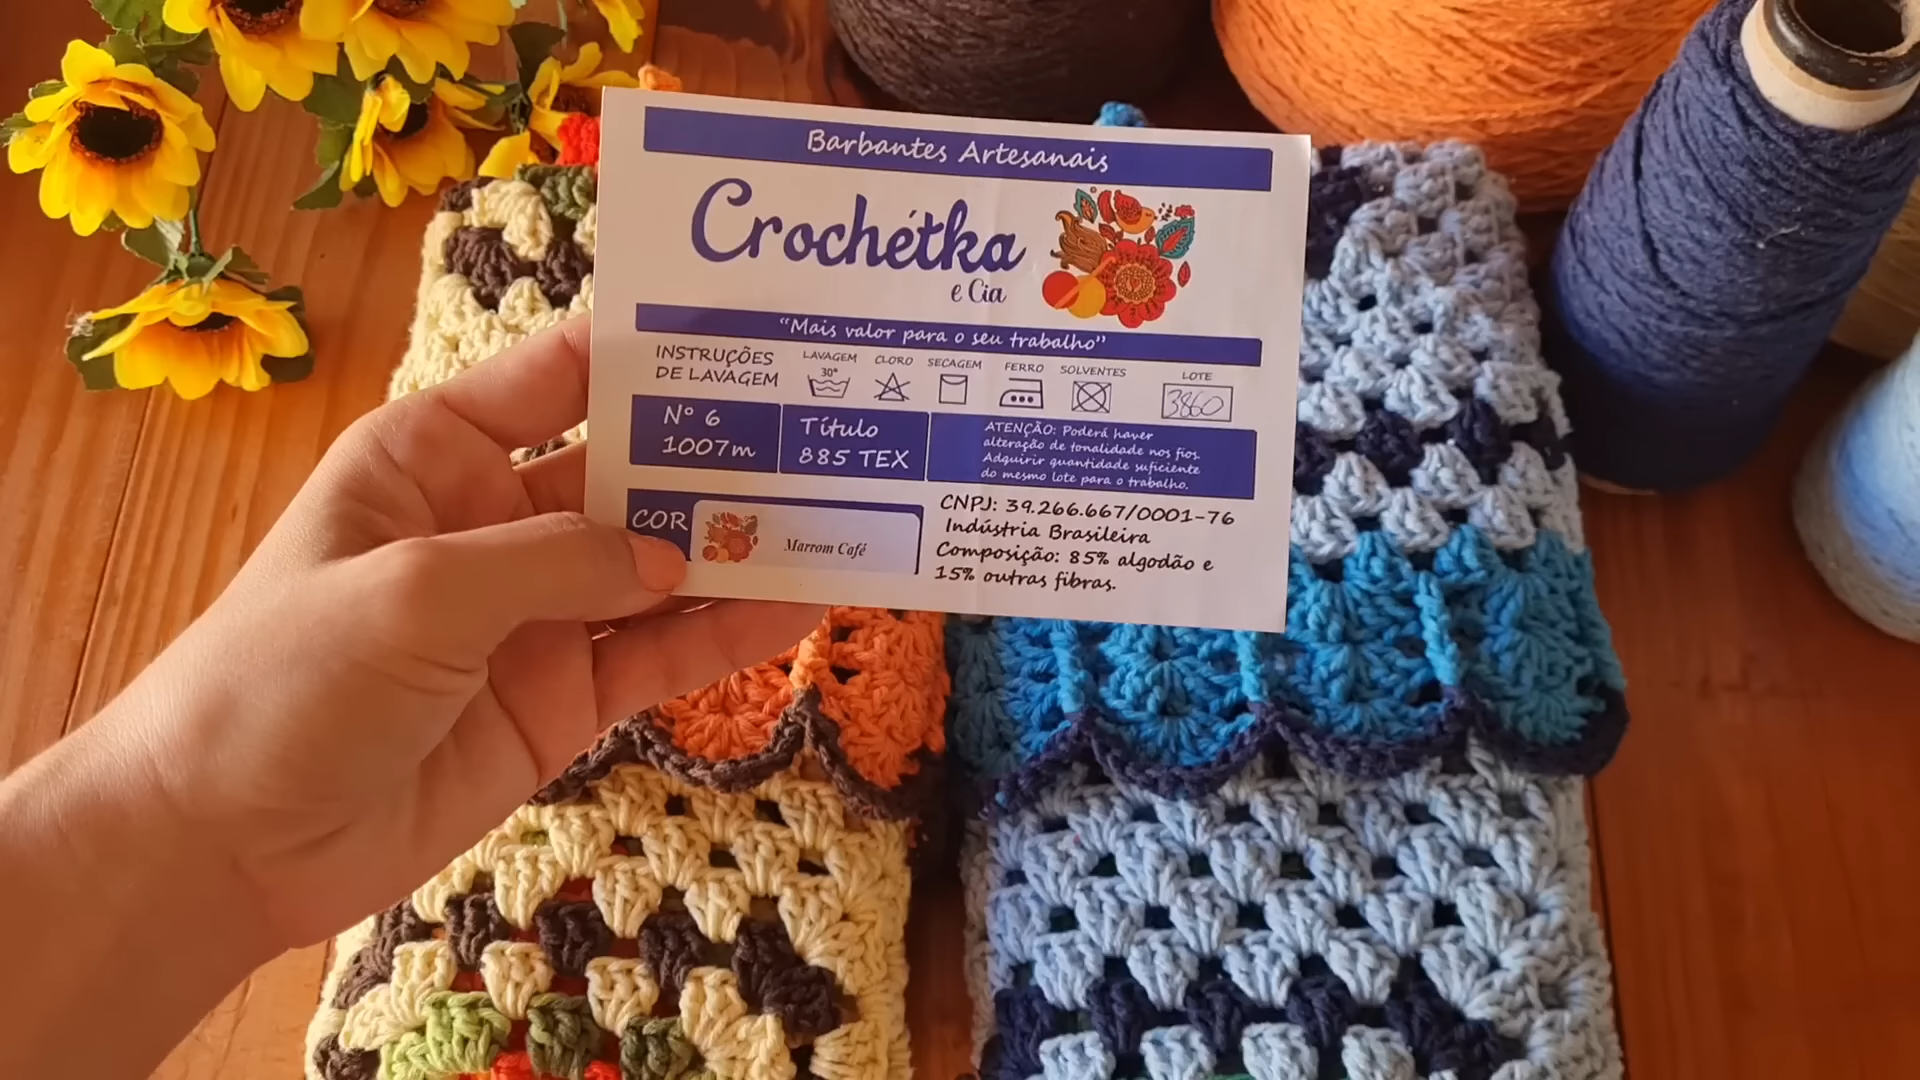 Barbantes Artesanais
Crochétka
e Cia
"Mais valor para o seu trabalho"
INSTRUÇÕES
DE LAVAGEM
LAVAGEM CLORO SECAGEM FERRO SOLVENTES LOTE
30°
3860
Nº 6
1007m
Título
885 TEX
ATENÇÃO: Poderá haver
alteração de tonalidade nos fios.
Adquirir quantidade suficiente
do mesmo lote para o trabalho.
COR
Marrom Café
CNPJ: 39.266.667/0001-76
Indústria Brasileira
Composição: 85% algodão e
15% outras fibras.